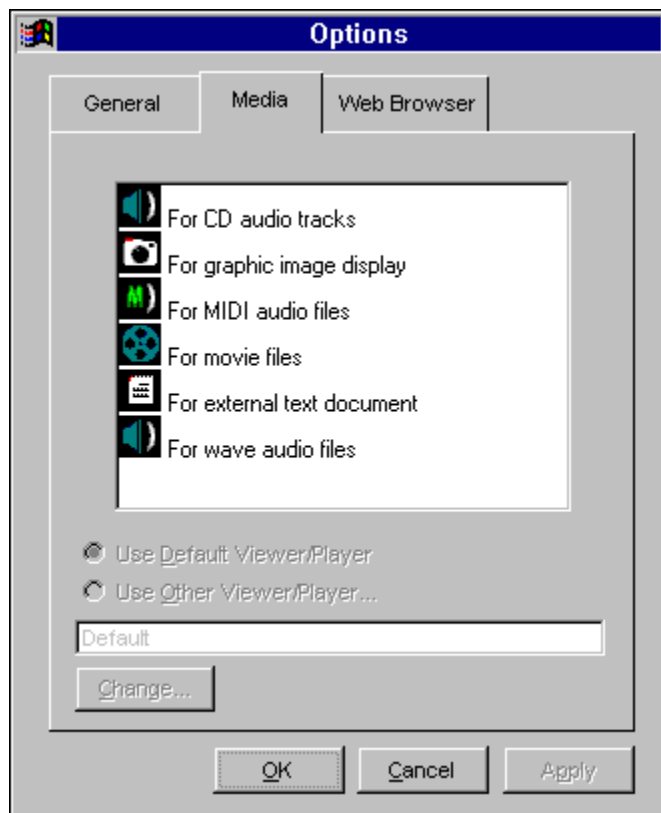 Options
General
Media
Web Browser
For CD audio tracks
For graphic image display
For MIDI audio files
For movie files
For external text document
For wave audio files
Use Default Viewer/Player
Use Other Viewer/Player...
Default
Change...
OK
Cancel
Apply